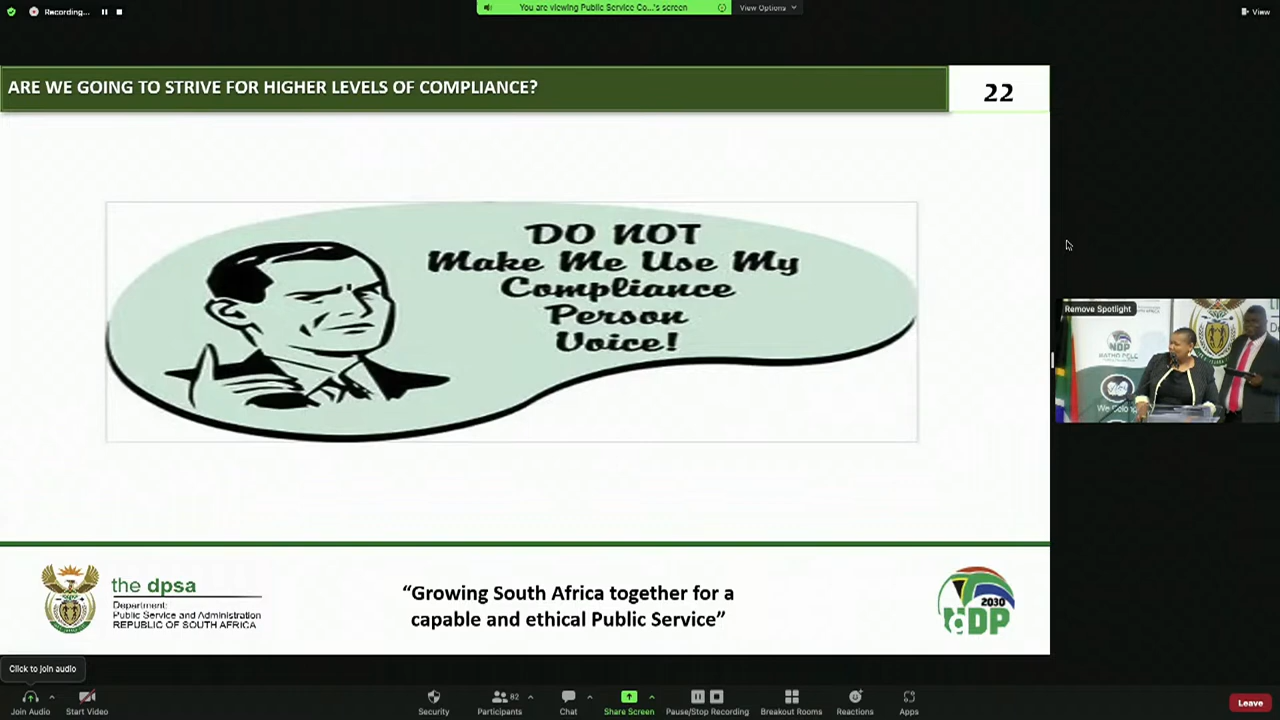 Recording...
You are viewing Public Service Co...'s screen
View Options
View
ARE WE GOING TO STRIVE FOR HIGHER LEVELS OF COMPLIANCE?
22
DO NOT
Make Me Use My
Compliance
Person
Voice!
Remove Spotlight
NDP
We Belong
the dpsa
Department:
Public Service and Administration
REPUBLIC OF SOUTH AFRICA
“Growing South Africa together for a
capable and ethical Public Service”
2030
NDP
Click to join audio
Join Audio
Start Video
Security
82
Participants
Chat
Share Screen
Pause/Stop Recording
Breakout Rooms
Reactions
Apps
Leave